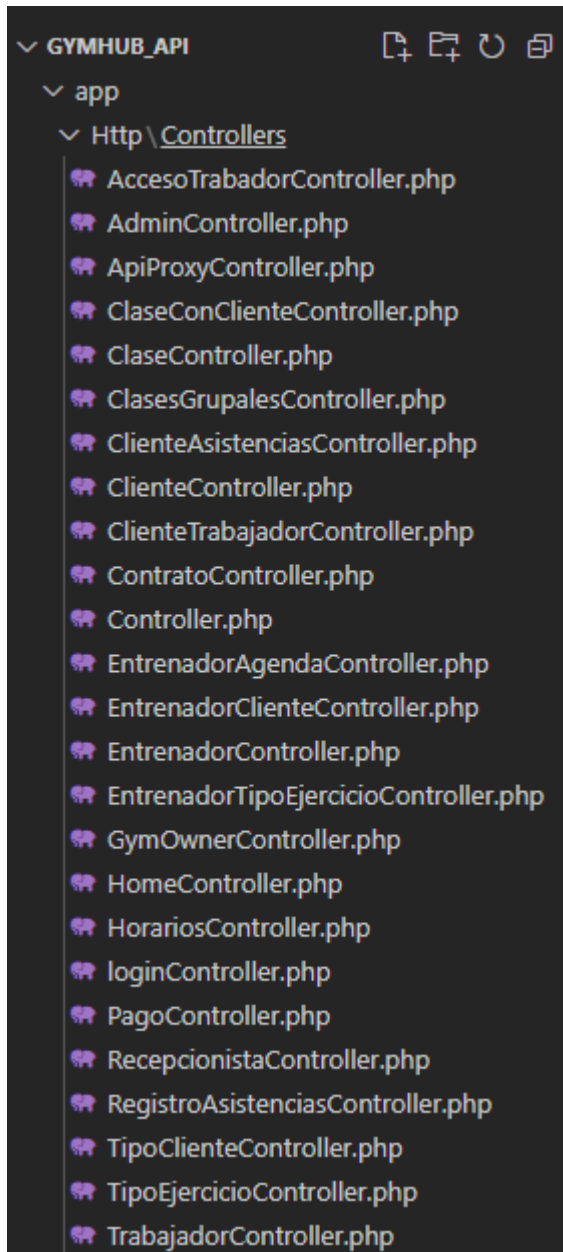 GYMHUB_API
app
Http\Controllers
AccesoTrabadorController.php
AdminController.php
ApiProxyController.php
ClaseConClienteController.php
ClaseController.php
ClasesGrupalesController.php
ClienteAsistenciasController.php
ClienteController.php
ClienteTrabajadorController.php
ContratoController.php
Controller.php
EntrenadorAgendaController.php
EntrenadorClienteController.php
EntrenadorController.php
EntrenadorTipoEjercicioController.php
GymOwnerController.php
HomeController.php
HorariosController.php
loginController.php
PagoController.php
RecepcionistaController.php
RegistroAsistenciasController.php
TipoClienteController.php
TipoEjercicioController.php
TrabajadorController.php